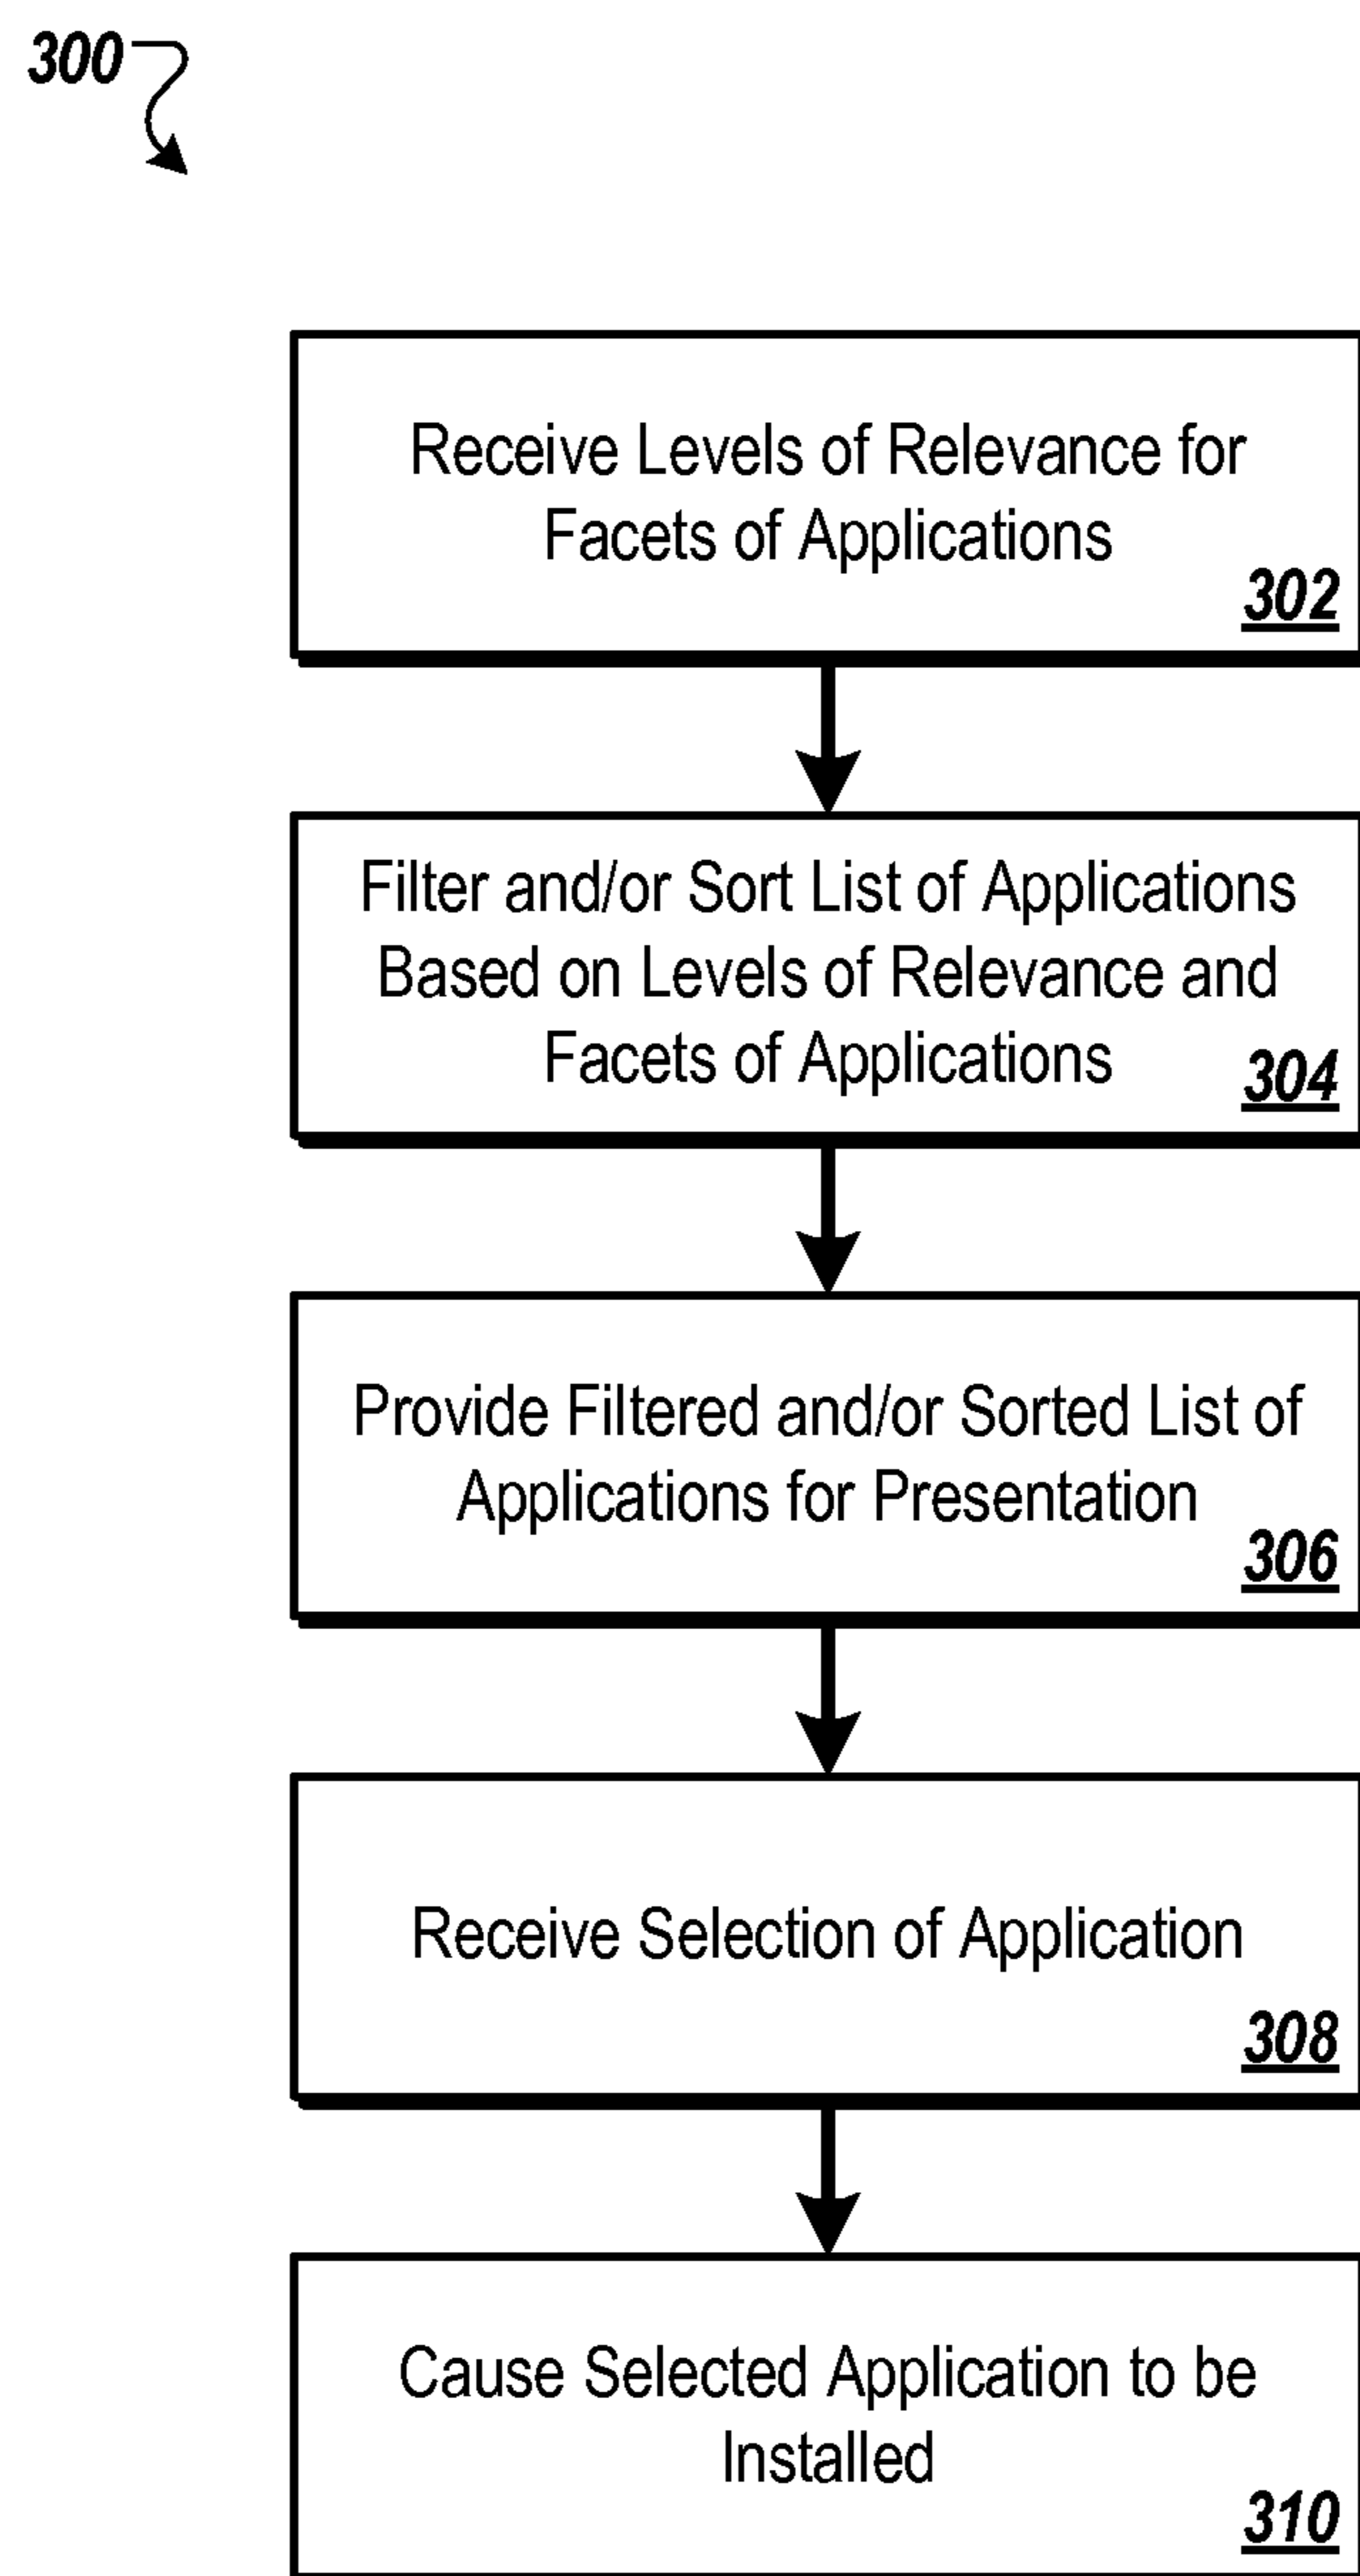 300
Receive Levels of Relevance for
Facets of Applications
302
Filter and/or Sort List of Applications
Based on Levels of Relevance and
Facets of Applications
304
Provide Filtered and/or Sorted List of
Applications for Presentation
306
Receive Selection of Application
308
Cause Selected Application to be
Installed
310